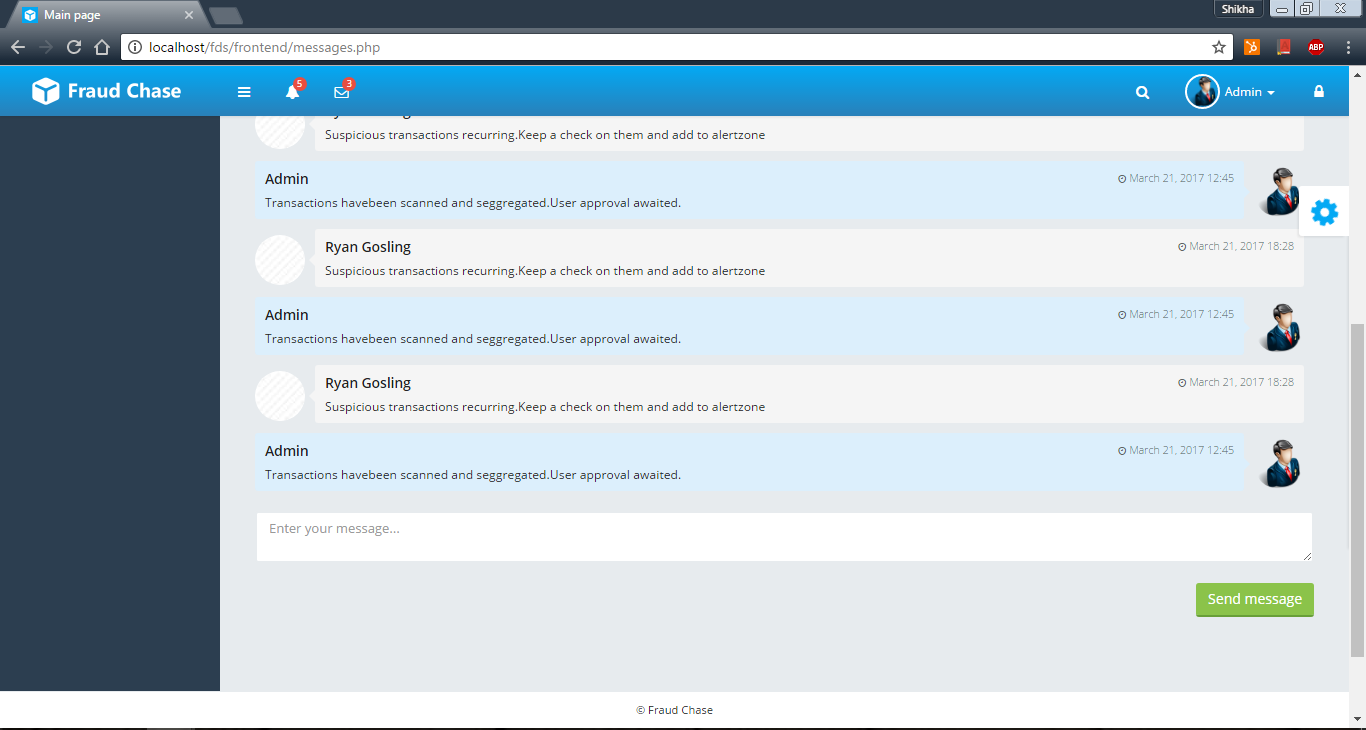 Main page
Shikha
localhost/fds/frontend/messages.php
ABP
Fraud Chase
5
3
Admin
Suspicious transactions recurring.Keep a check on them and add to alertzone
Admin
March 21, 2017 12:45
Transactions havebeen scanned and seggregated.User approval awaited.
Ryan Gosling
March 21, 2017 18:28
Suspicious transactions recurring.Keep a check on them and add to alertzone
Admin
March 21, 2017 12:45
Transactions havebeen scanned and seggregated.User approval awaited.
Ryan Gosling
March 21, 2017 18:28
Suspicious transactions recurring.Keep a check on them and add to alertzone
Admin
March 21, 2017 12:45
Transactions havebeen scanned and seggregated.User approval awaited.
Enter your message...
Send message
© Fraud Chase